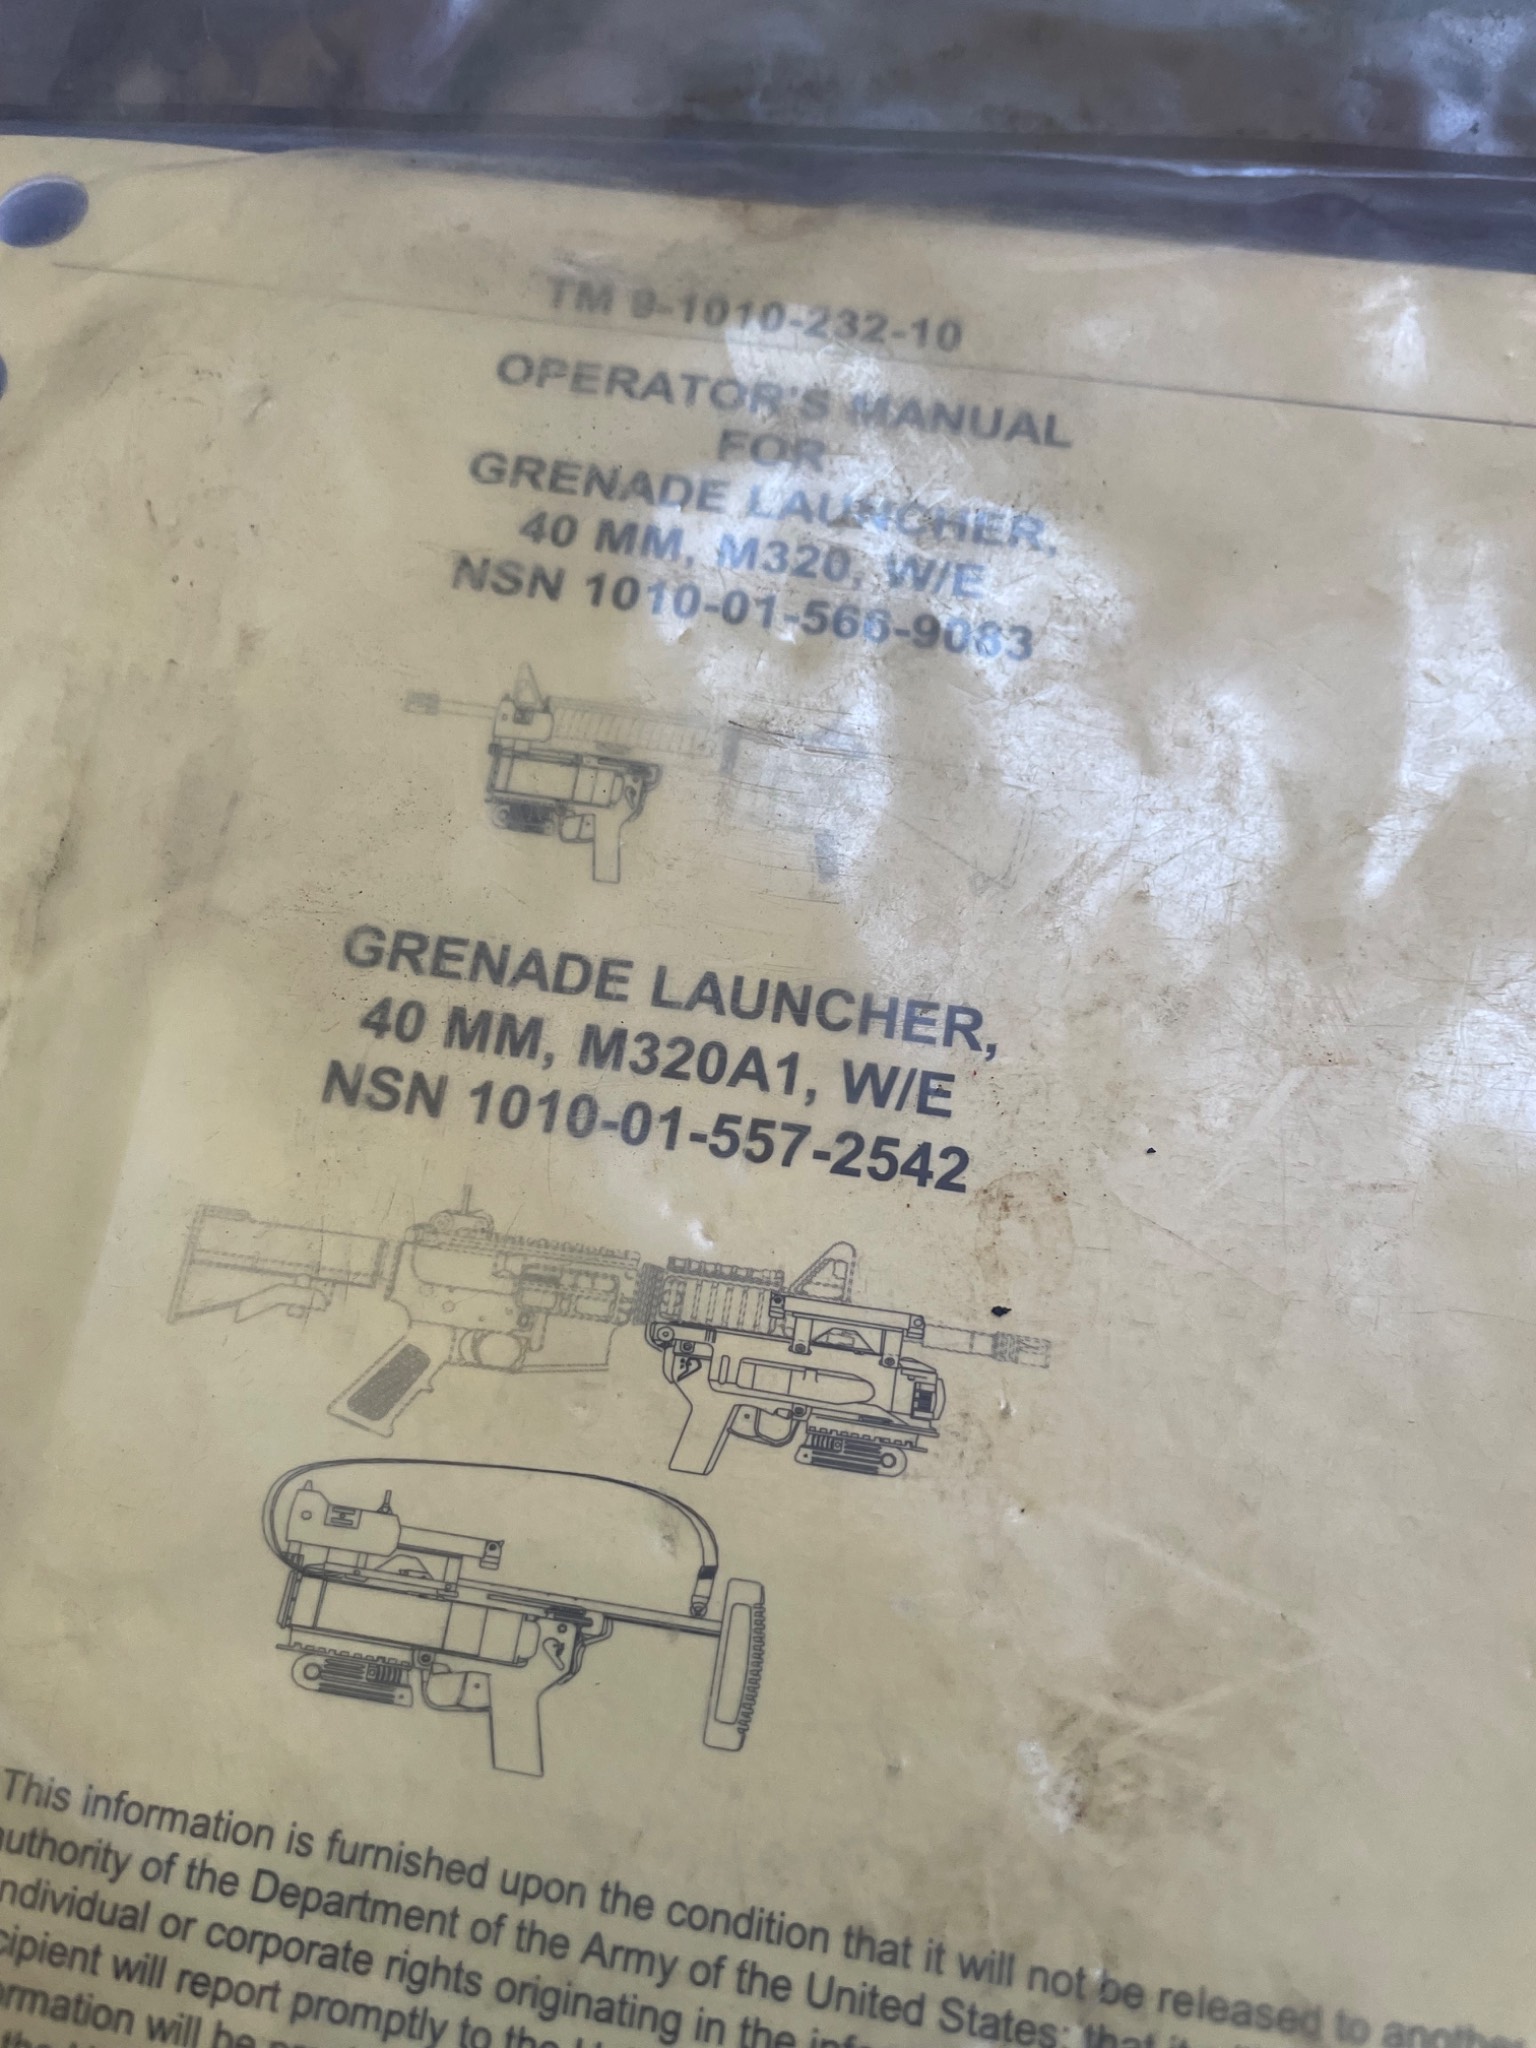 TM 9-1010-232-10
OPERATOR'S MANUAL
FOR
GRENADE LAUNCHER,
40 MM, M320, W/E
NSN 1010-01-566-9083
GRENADE LAUNCHER,
40 MM, M320A1, W/E
NSN 1010-01-557-2542
This information is furnished upon the condition that it will not be released to another
authority of the Department of the Army of the United States; that
individual or corporate rights originating in the
will report promptly to the
will be